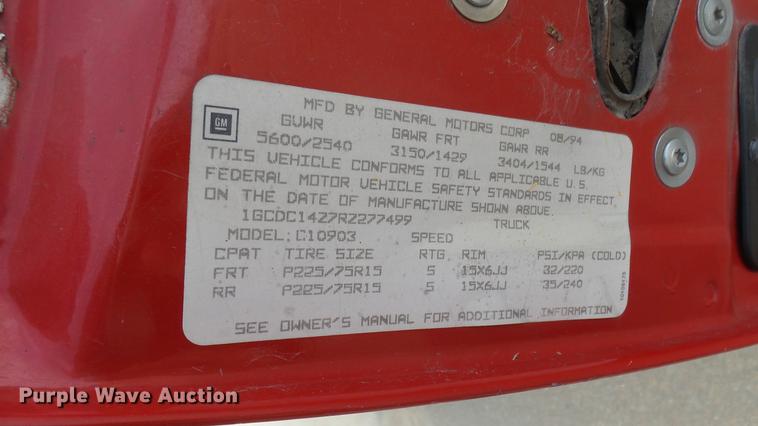 MFD BY GENERAL MOTORS CORP 08/94
GM
GVWR GAWR FRT GAWR RR
5600/2540 3150/1429 3404/1544 LB/KG
THIS VEHICLE CONFORMS TO ALL APPLICABLE U.S.
FEDERAL MOTOR VEHICLE SAFETY STANDARDS IN EFFECT
ON THE DATE OF MANUFACTURE SHOWN ABOVE.
1GCDC14Z7RZ277499 TRUCK
MODEL: C10903 SPEED
CPAT TIRE SIZE RTG RIM PSI/KPA (COLD)
FRT P225/75R15 S 15X6JJ 32/220
RR P225/75R15 S 15X6JJ 35/240
SEE OWNER'S MANUAL FOR ADDITIONAL INFORMATION
Purple Wave Auction